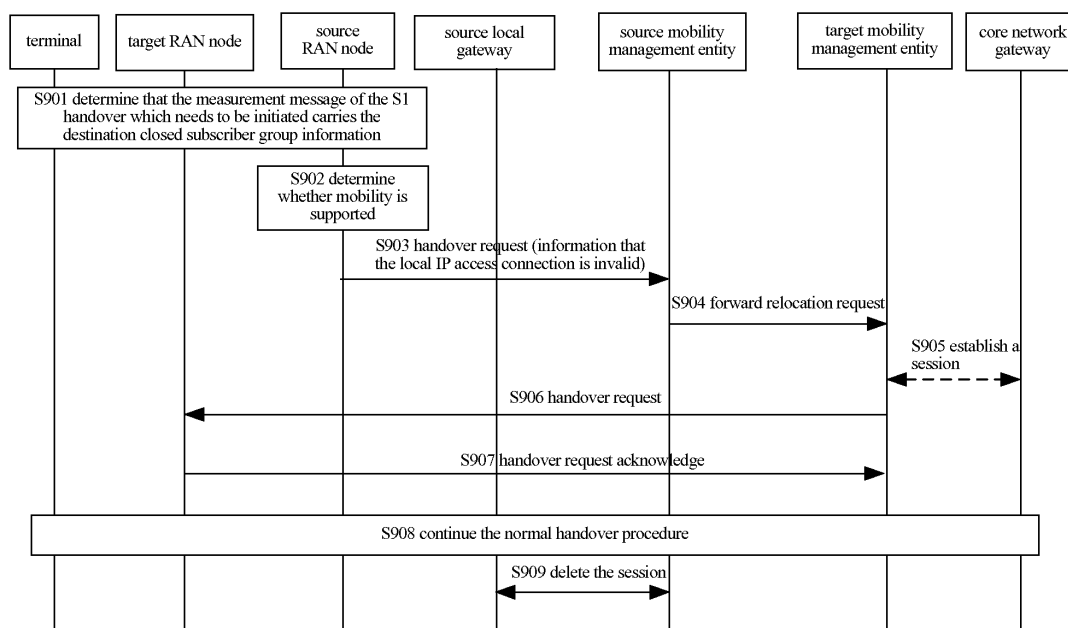 terminal
target RAN node
source
RAN node
source local
gateway
source mobility
management entity
target mobility
management entity
core network
gateway
S901 determine that the measurement message of the S1
handover which needs to be initiated carries the
destination closed subscriber group information
S902 determine
whether mobility is
supported
S903 handover request (information that
the local IP access connection is invalid)
S904 forward relocation request
S905 establish a
session
S906 handover request
S907 handover request acknowledge
S908 continue the normal handover procedure
S909 delete the session